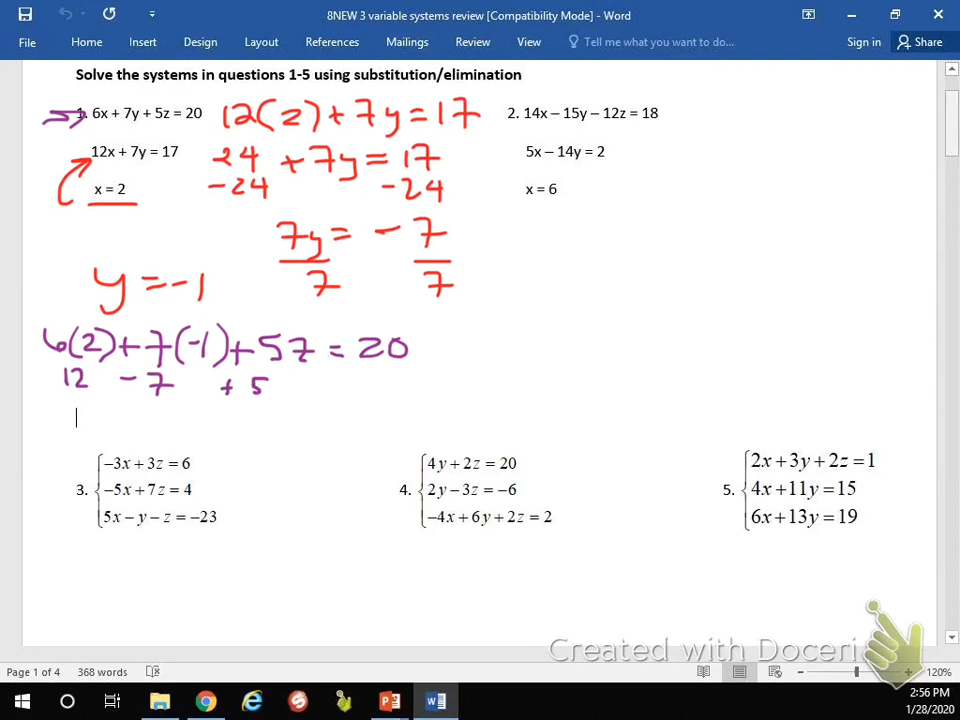 8NEW 3 variable systems review [Compatibility Mode] - Word
File Home Insert Design Layout References Mailings Review View Tell me what you want to do... Sign in Share
Solve the systems in questions 1-5 using substitution/elimination
1. 6x + 7y + 5z = 20
12x + 7y = 17
x = 2
12(2) + 7y = 17
24 + 7y = 17
-24 -24
7y = -7
7 7
y = -1
6(2) + 7(-1) + 5z = 20
12 - 7 + 5
2. 14x – 15y – 12z = 18
5x – 14y = 2
x = 6
3. −3x + 3z = 6
−5x + 7z = 4
5x − y − z = −23
4. 4y + 2z = 20
2y − 3z = −6
−4x + 6y + 2z = 2
5. 2x + 3y + 2z = 1
4x + 11y = 15
6x + 13y = 19
Created with Doceri
Page 1 of 4 368 words 120%
2:56 PM
1/28/2020